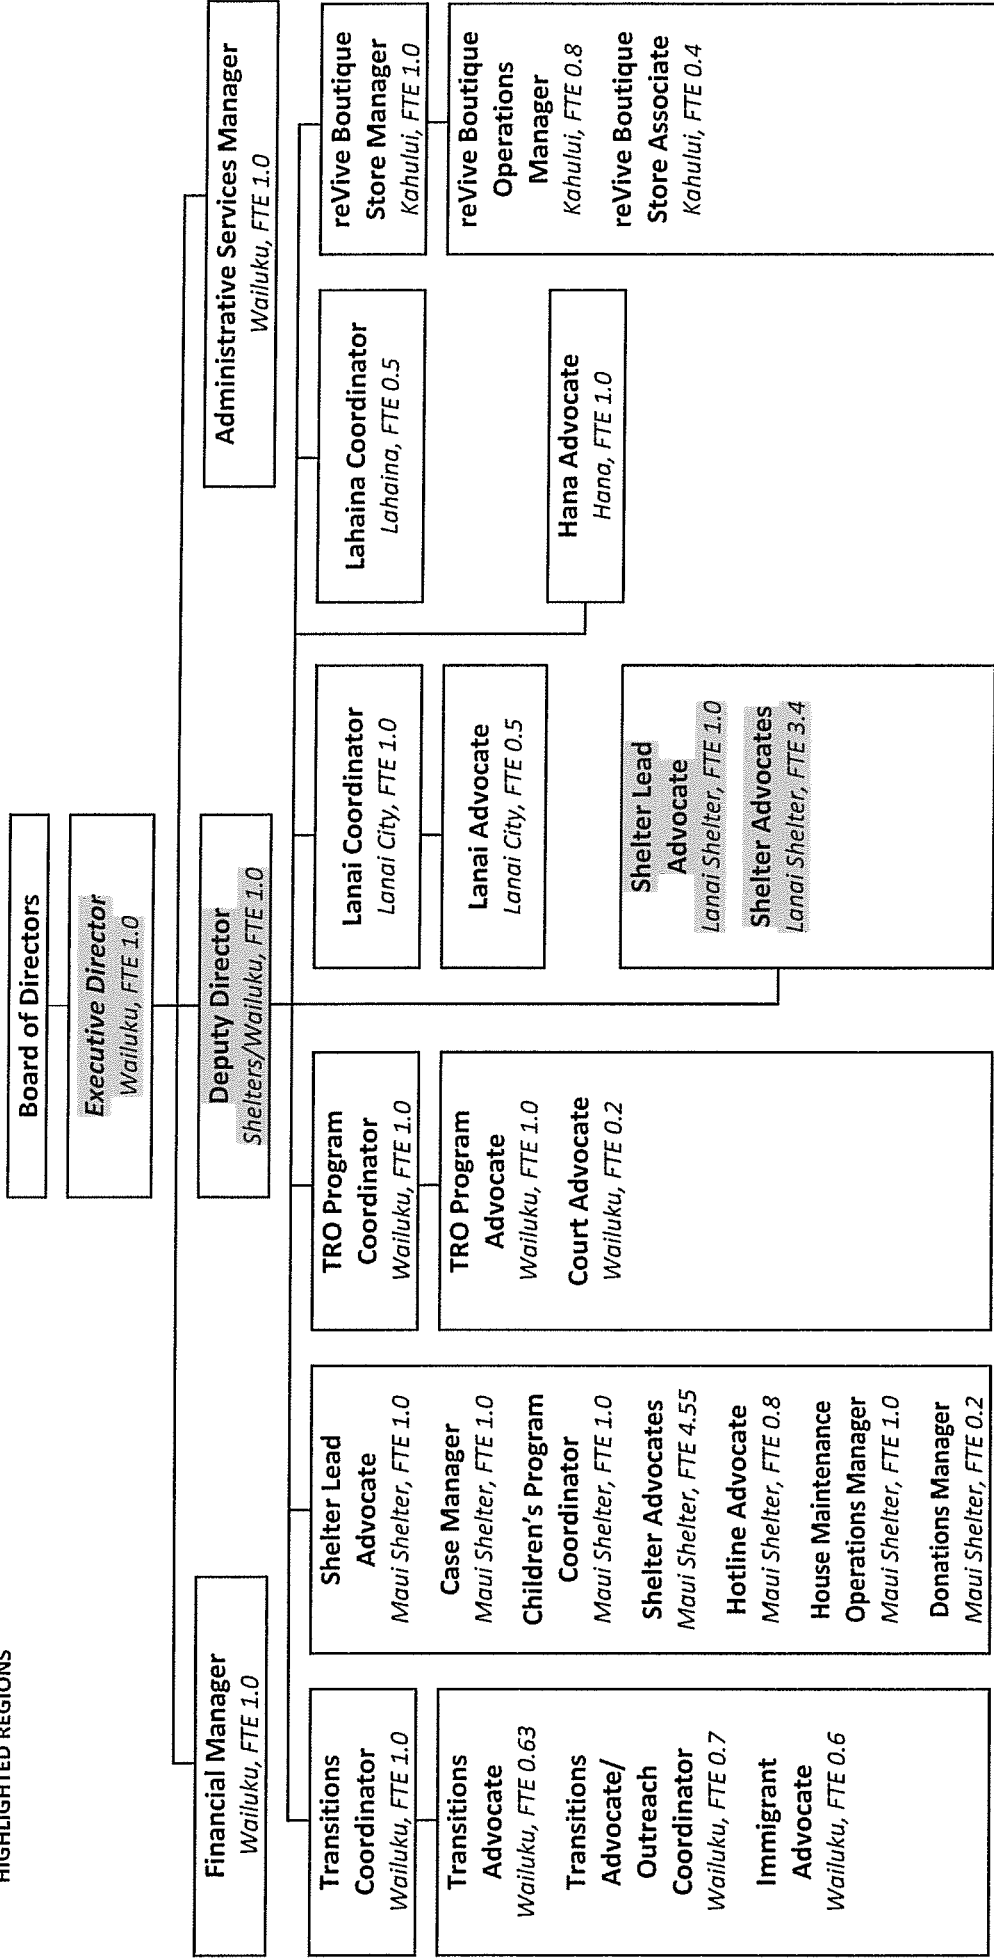 HIGHLIGHTED REGIONS
Board of Directors
Executive Director
Wailuku, FTE 1.0
Financial Manager
Wailuku, FTE 1.0
Deputy Director
Shelters/Wailuku, FTE 1.0
Administrative Services Manager
Wailuku, FTE 1.0
Transitions
Coordinator
Wailuku, FTE 1.0
Transitions
Advocate
Wailuku, FTE 0.63
Transitions
Advocate/
Outreach
Coordinator
Wailuku, FTE 0.7
Immigrant
Advocate
Wailuku, FTE 0.6
Shelter Lead
Advocate
Maui Shelter, FTE 1.0
Case Manager
Maui Shelter, FTE 1.0
Children's Program
Coordinator
Maui Shelter, FTE 1.0
Shelter Advocates
Maui Shelter, FTE 4.55
Hotline Advocate
Maui Shelter, FTE 0.8
House Maintenance
Operations Manager
Maui Shelter, FTE 1.0
Donations Manager
Maui Shelter, FTE 0.2
TRO Program
Coordinator
Wailuku, FTE 1.0
TRO Program
Advocate
Wailuku, FTE 1.0
Court Advocate
Wailuku, FTE 0.2
Lanai Coordinator
Lanai City, FTE 1.0
Lanai Advocate
Lanai City, FTE 0.5
Shelter Lead
Advocate
Lanai Shelter, FTE 1.0
Shelter Advocates
Lanai Shelter, FTE 3.4
Lahaina Coordinator
Lahaina, FTE 0.5
Hana Advocate
Hana, FTE 1.0
reVive Boutique
Store Manager
Kahului, FTE 1.0
reVive Boutique
Operations
Manager
Kahului, FTE 0.8
reVive Boutique
Store Associate
Kahului, FTE 0.4